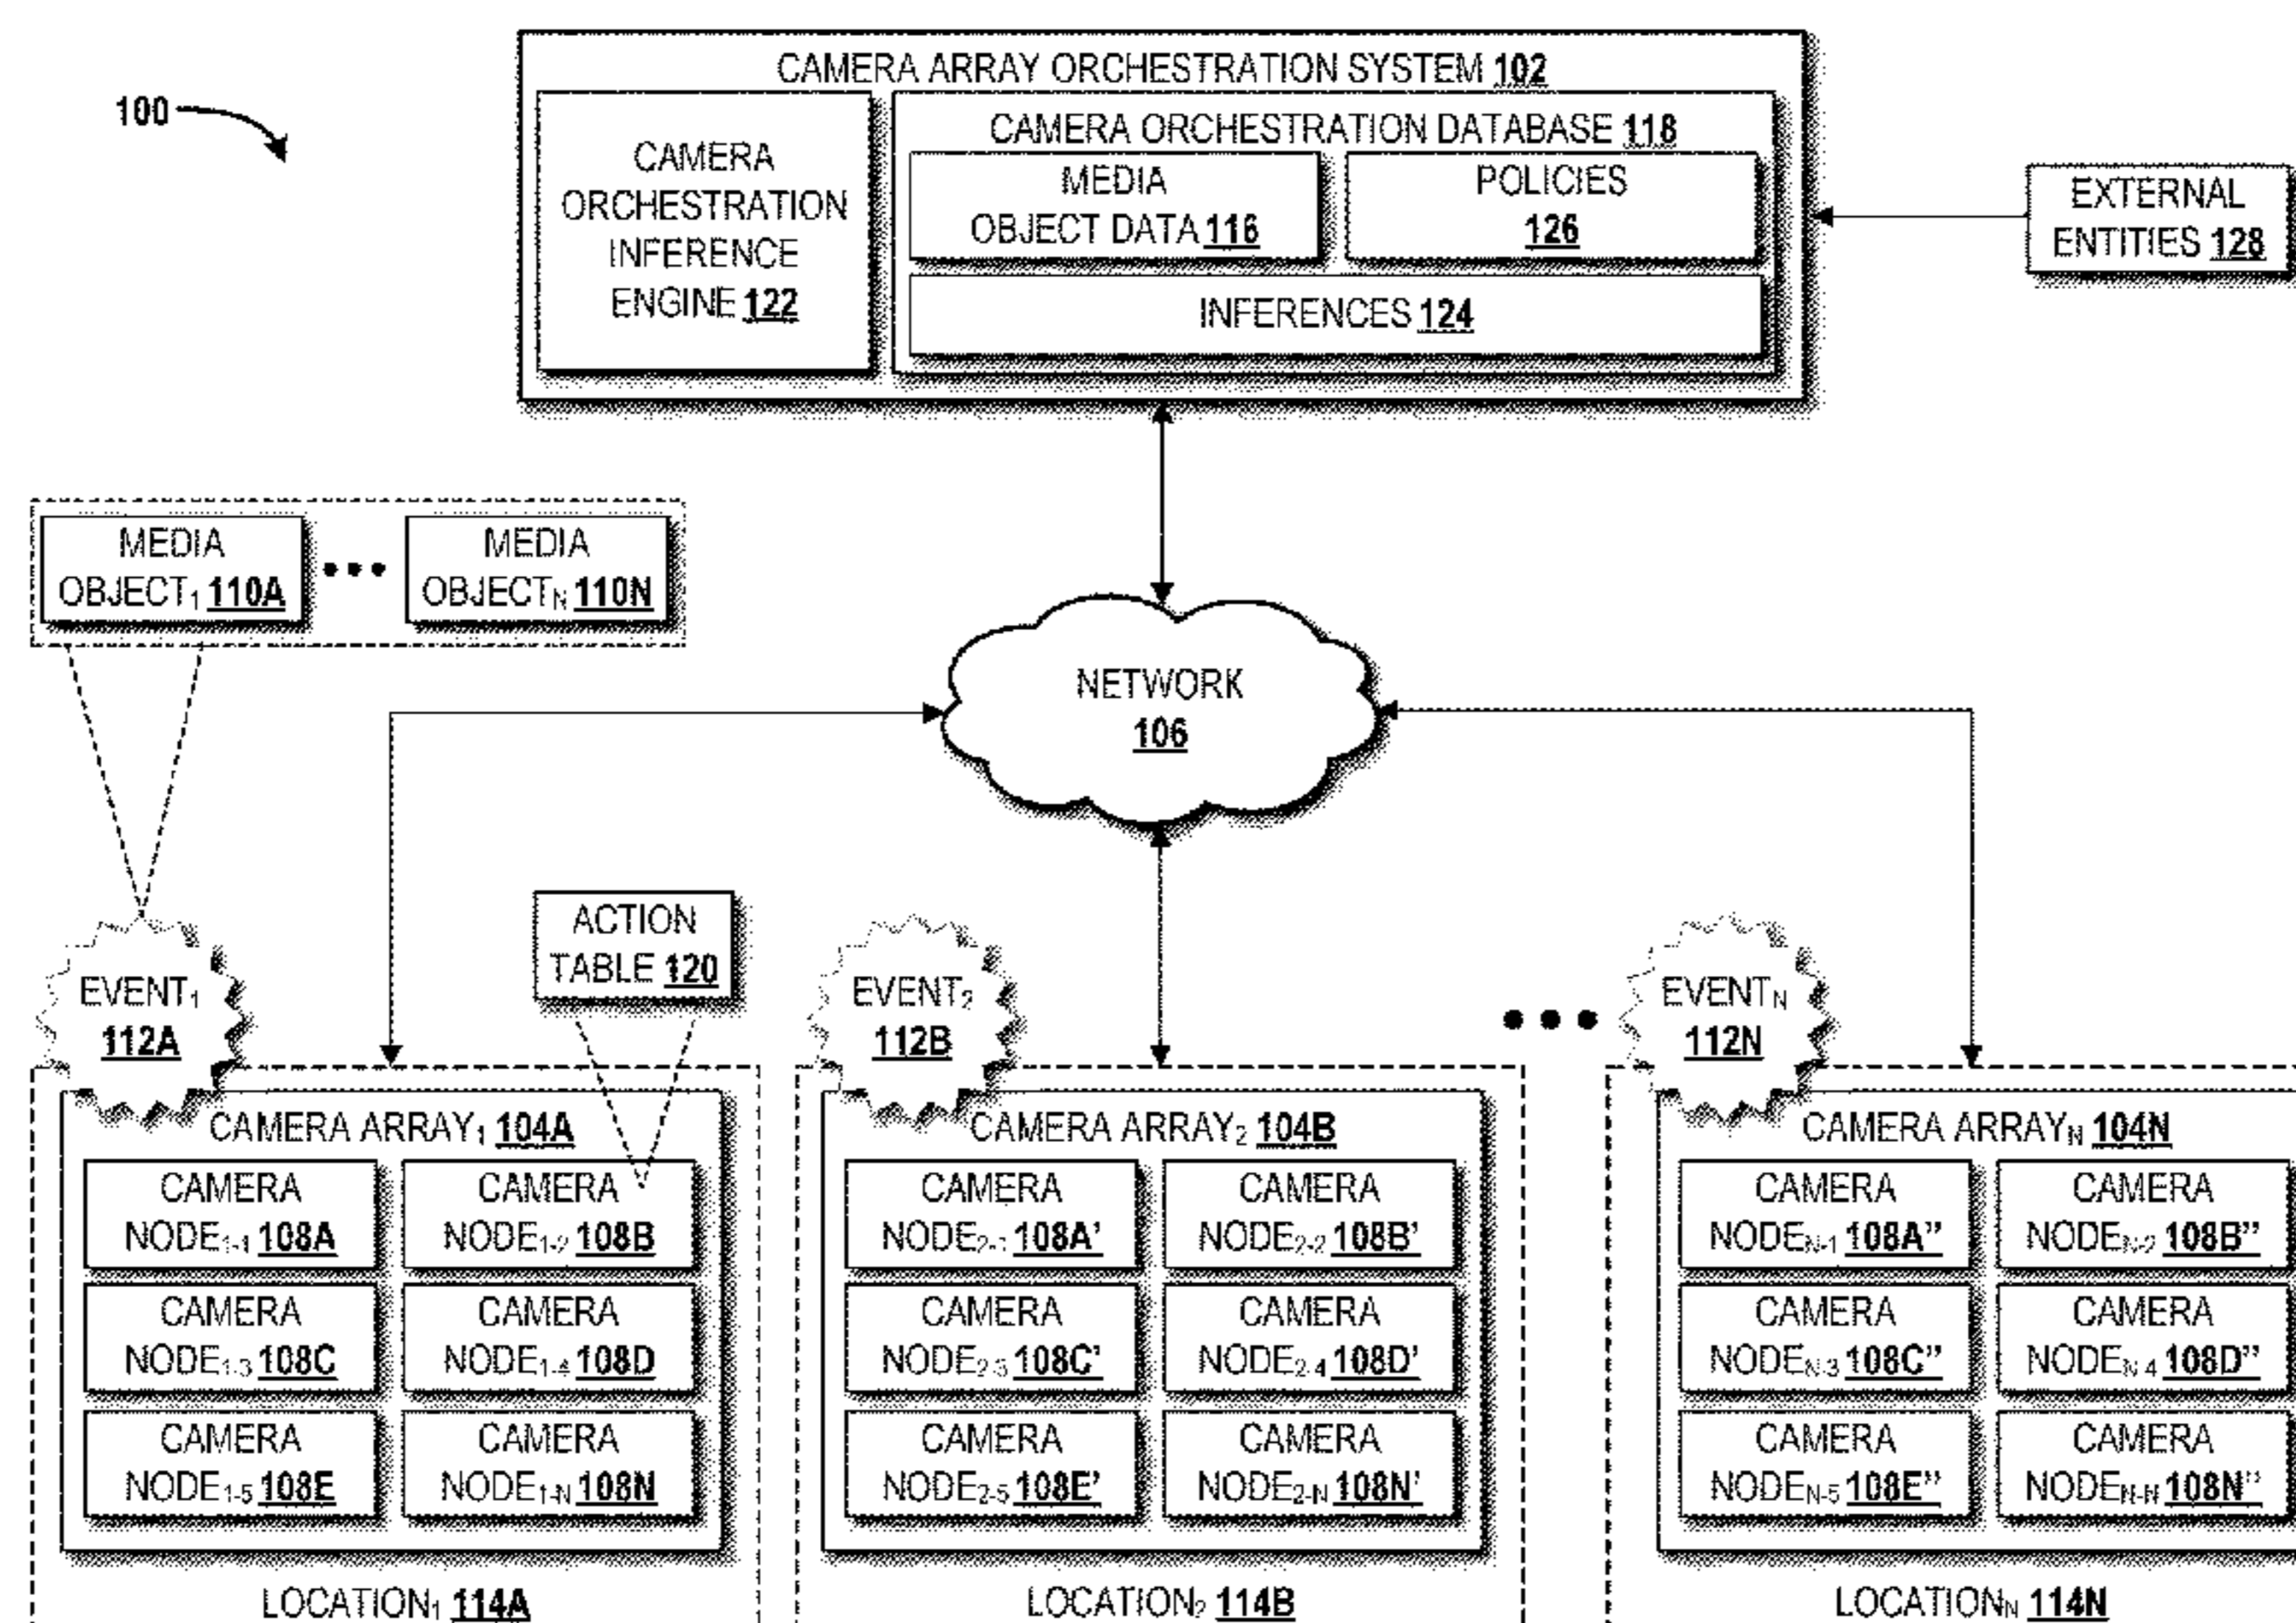 100
CAMERA ARRAY ORCHESTRATION SYSTEM 102
CAMERA
ORCHESTRATION
INFERENCE
ENGINE 122
CAMERA ORCHESTRATION DATABASE 118
MEDIA
OBJECT DATA 116
POLICIES
126
INFERENCES 124
EXTERNAL
ENTITIES 128
MEDIA
OBJECT₁ 110A
•••
MEDIA
OBJECTN 110N
NETWORK
106
ACTION
TABLE 120
EVENT₁
112A
EVENT₂
112B
•••
EVENTN
112N
CAMERA ARRAY₁ 104A
CAMERA
NODE1-1 108A
CAMERA
NODE1-2 108B
CAMERA
NODE1-3 108C
CAMERA
NODE1-4 108D
CAMERA
NODE1-5 108E
CAMERA
NODE1-N 108N
LOCATION₁ 114A
CAMERA ARRAY₂ 104B
CAMERA
NODE2-1 108A'
CAMERA
NODE2-2 108B'
CAMERA
NODE2-3 108C'
CAMERA
NODE2-4 108D'
CAMERA
NODE2-5 108E'
CAMERA
NODE2-N 108N'
LOCATION₂ 114B
CAMERA ARRAYN 104N
CAMERA
NODEN-1 108A''
CAMERA
NODEN-2 108B''
CAMERA
NODEN-3 108C''
CAMERA
NODEN-4 108D''
CAMERA
NODEN-5 108E''
CAMERA
NODEN-N 108N''
LOCATIONN 114N